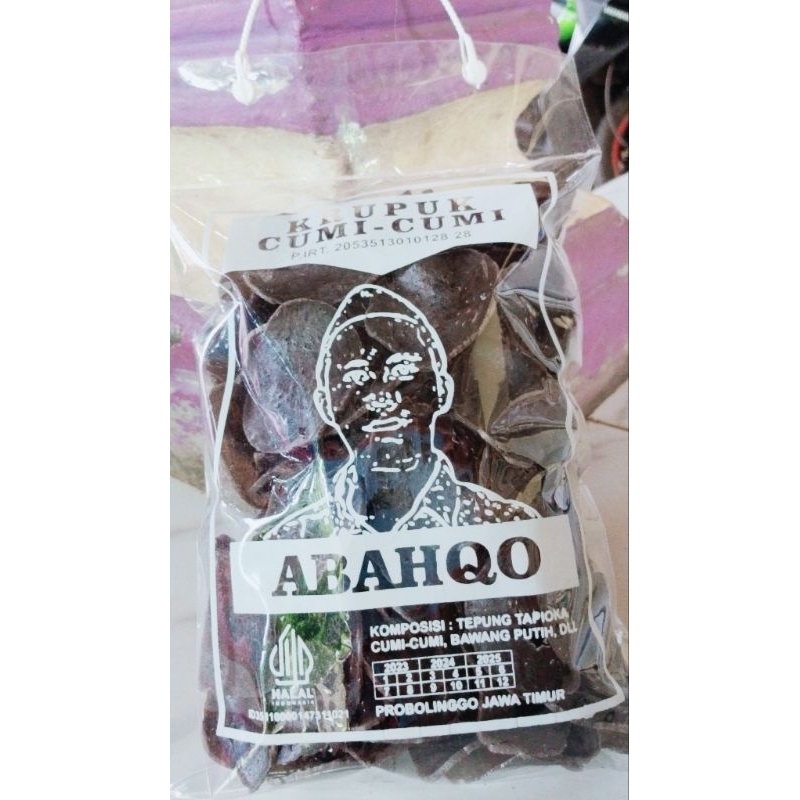 KRUPUK
CUMI-CUMI
P.IRT. 2053513010128-28
ABAHQO
KOMPOSISI : TEPUNG TAPIOKA
CUMI-CUMI, BAWANG PUTIH, DLL
2023 2024 2025
1 2 3 4 5 6
7 8 9 10 11 12
HALAL
INDONESIA
PROBOLINGGO JAWA TIMUR